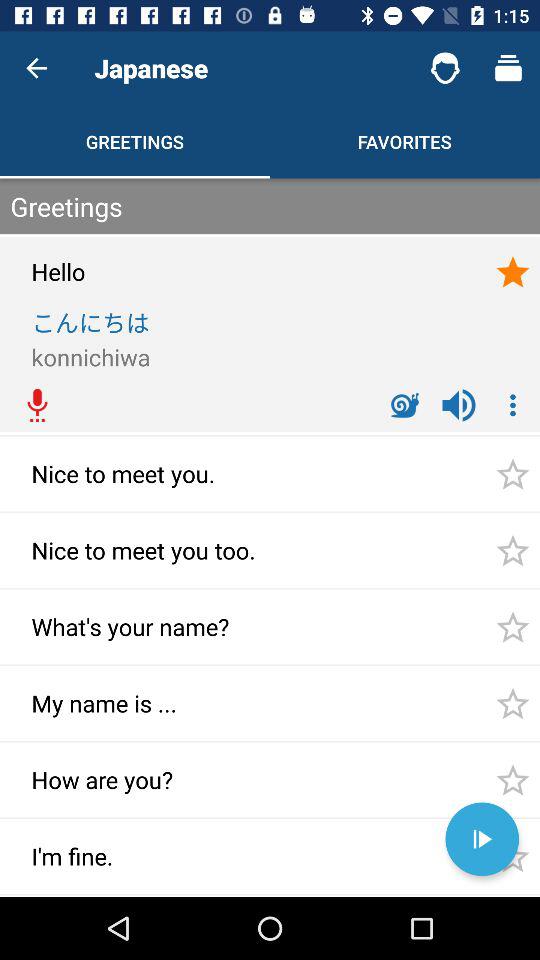 1:15
Japanese
GREETINGS
FAVORITES
Greetings
Hello
こんにちは
konnichiwa
Nice to meet you.
Nice to meet you too.
What's your name?
My name is ...
How are you?
I'm fine.